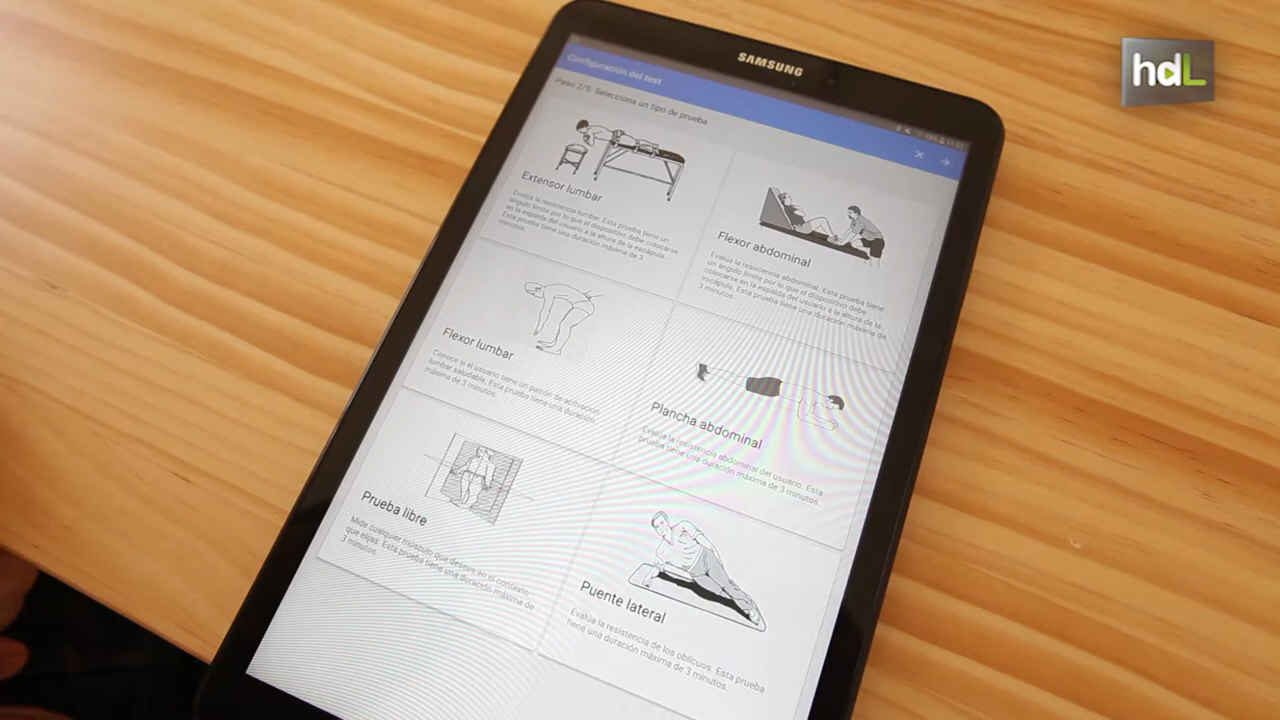 hdL
SAMSUNG
Configuración del test
Paso 2/3. Selecciona un tipo de prueba
Extensor lumbar
Evalúa la resistencia lumbar. Esta prueba tiene un
ángulo límite por lo que el dispositivo debe colocarse
en la espalda del usuario a la altura de la escápula.
Esta prueba tiene una duración máxima de 3
minutos.
Flexor abdominal
Evalúa la resistencia abdominal. Esta prueba tiene
un ángulo límite por lo que el dispositivo debe
colocarse en la espalda del usuario a la altura de la
escápula. Esta prueba tiene una duración máxima de
3 minutos.
Flexor lumbar
Conoce si el usuario tiene un patrón de activación
lumbar saludable. Esta prueba tiene una duración
máxima de 3 minutos.
Plancha abdominal
Evalúa la resistencia abdominal del usuario. Esta
prueba tiene una duración máxima de 3 minutos.
Prueba libre
Mide cualquier músculo que desees en el contexto
que elijas. Esta prueba tiene una duración máxima de
3 minutos.
Puente lateral
Evalúa la resistencia de los oblícuos. Esta prueba
tiene una duración máxima de 3 minutos.